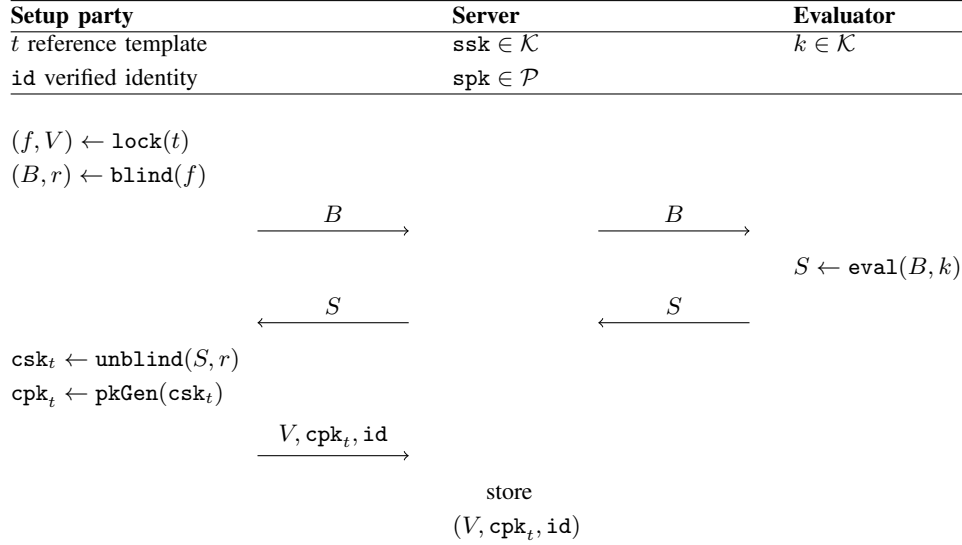 Setup party Server Evaluator
t reference template ssk ∈ 𝒦 k ∈ 𝒦
id verified identity spk ∈ 𝒫
(f, V) ← lock(t)
(B, r) ← blind(f)
B B
S ← eval(B, k)
S S
csk_t ← unblind(S, r)
cpk_t ← pkGen(csk_t)
V, cpk_t, id
store
(V, cpk_t, id)